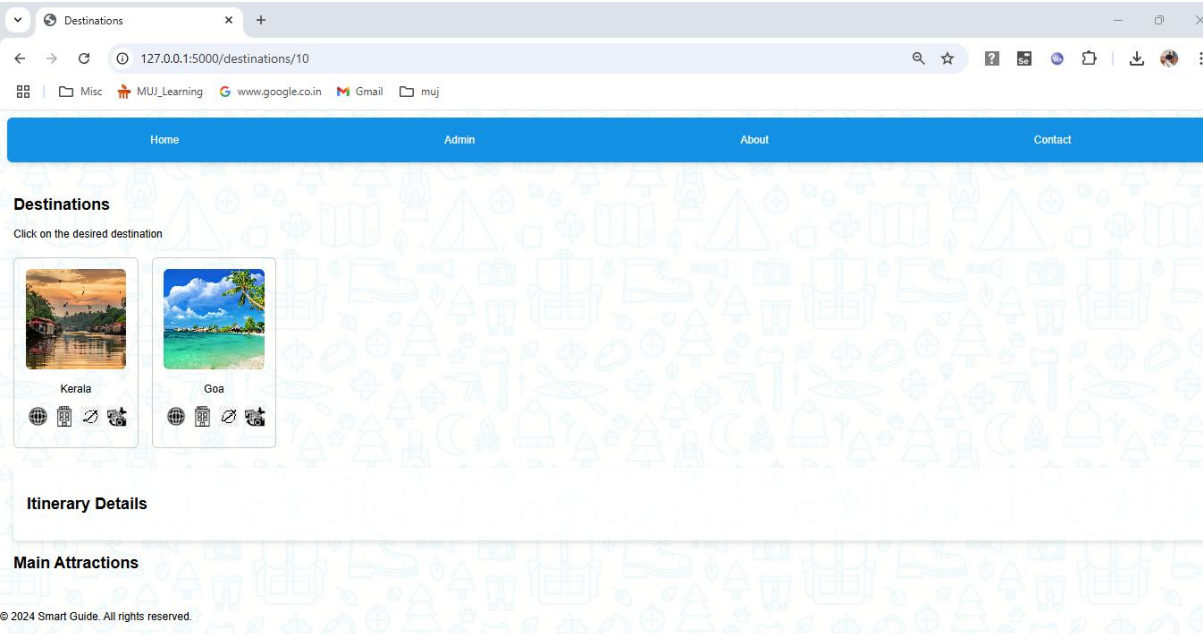 Destinations
127.0.0.1:5000/destinations/10
Misc MUJ_Learning www.google.co.in Gmail muj
Home Admin About Contact
Destinations
Click on the desired destination
Kerala Goa
Itinerary Details
Main Attractions
© 2024 Smart Guide. All rights reserved.